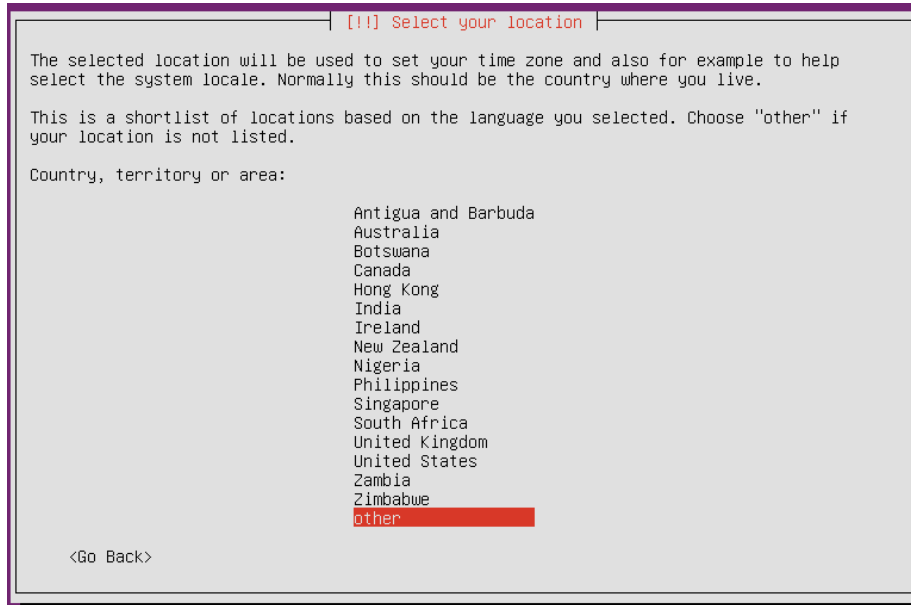 [!!] Select your location
The selected location will be used to set your time zone and also for example to help
select the system locale. Normally this should be the country where you live.
This is a shortlist of locations based on the language you selected. Choose "other" if
your location is not listed.
Country, territory or area:
Antigua and Barbuda
Australia
Botswana
Canada
Hong Kong
India
Ireland
New Zealand
Nigeria
Philippines
Singapore
South Africa
United Kingdom
United States
Zambia
Zimbabwe
other
<Go Back>